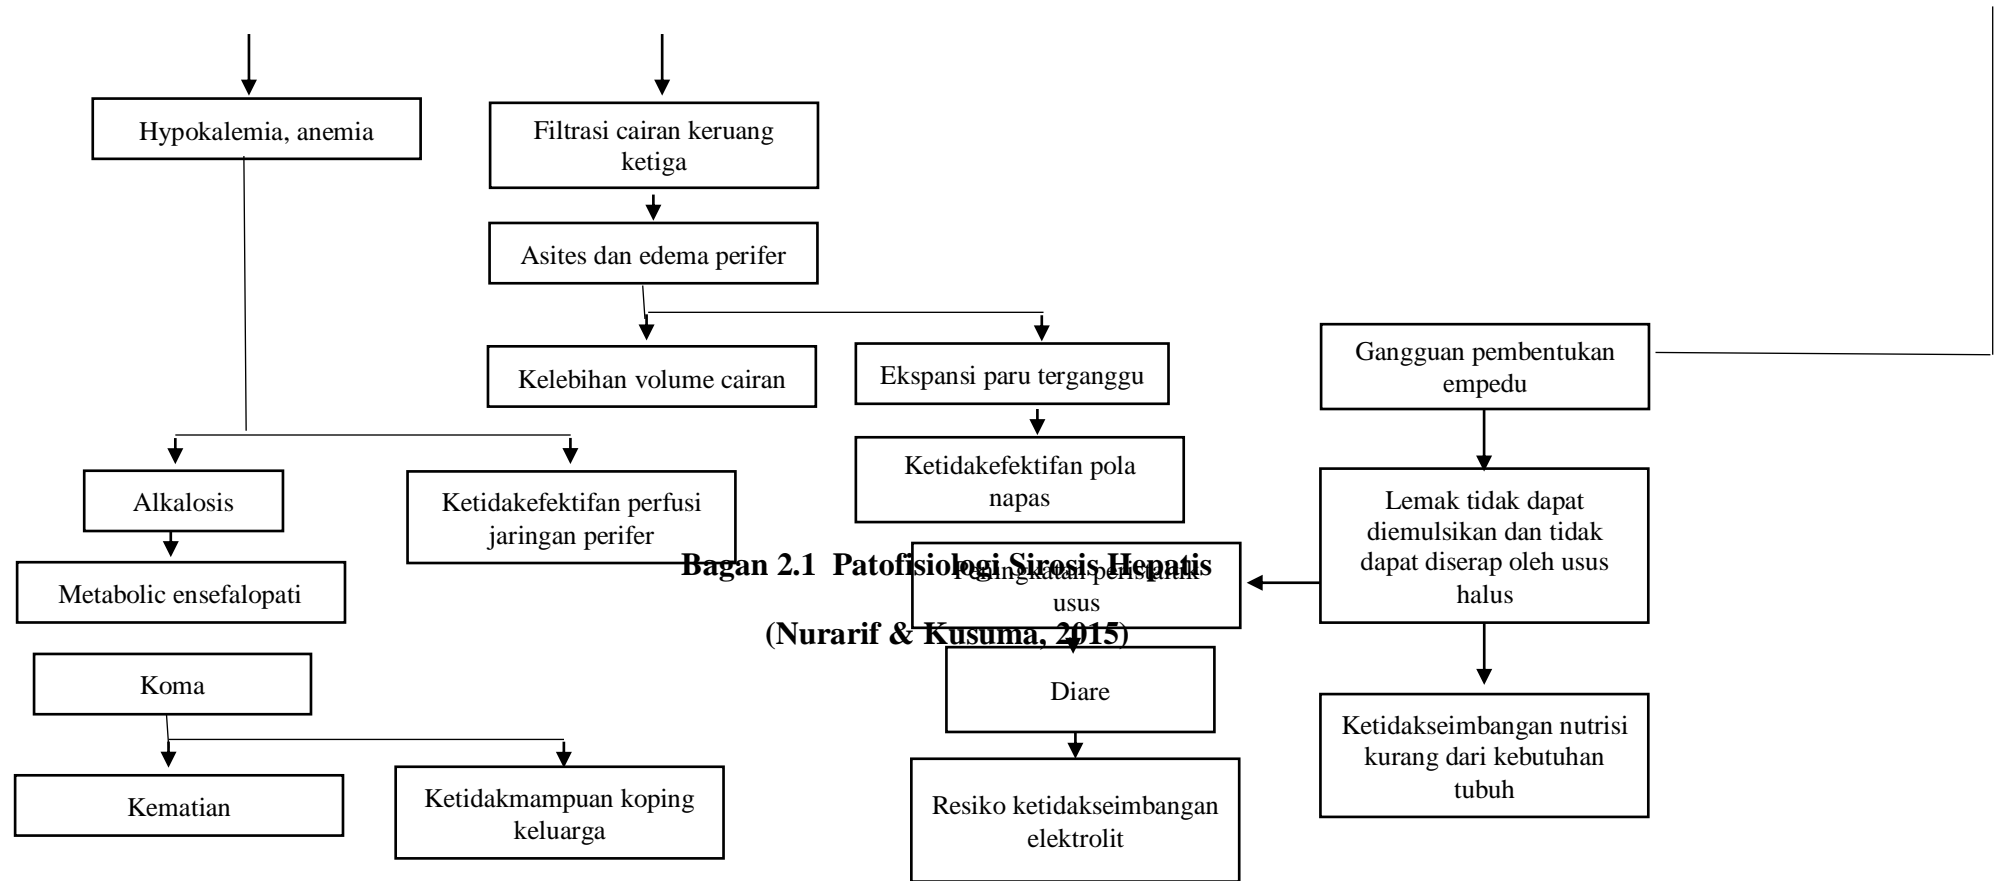 Hypokalemia, anemia
Filtrasi cairan keruang
ketiga
Asites dan edema perifer
Kelebihan volume cairan
Ekspansi paru terganggu
Gangguan pembentukan
empedu
Alkalosis
Ketidakefektifan perfusi
jaringan perifer
Ketidakefektifan pola
napas
Lemak tidak dapat
diemulsikan dan tidak
dapat diserap oleh usus
halus
Bagan 2.1  Patofisiologi Sirosis Hepatis
Peningkatan peristaltik
usus
(Nurarif & Kusuma, 2015)
Metabolic ensefalopati
Koma
Diare
Ketidakseimbangan nutrisi
kurang dari kebutuhan
tubuh
Kematian
Ketidakmampuan koping
keluarga
Resiko ketidakseimbangan
elektrolit